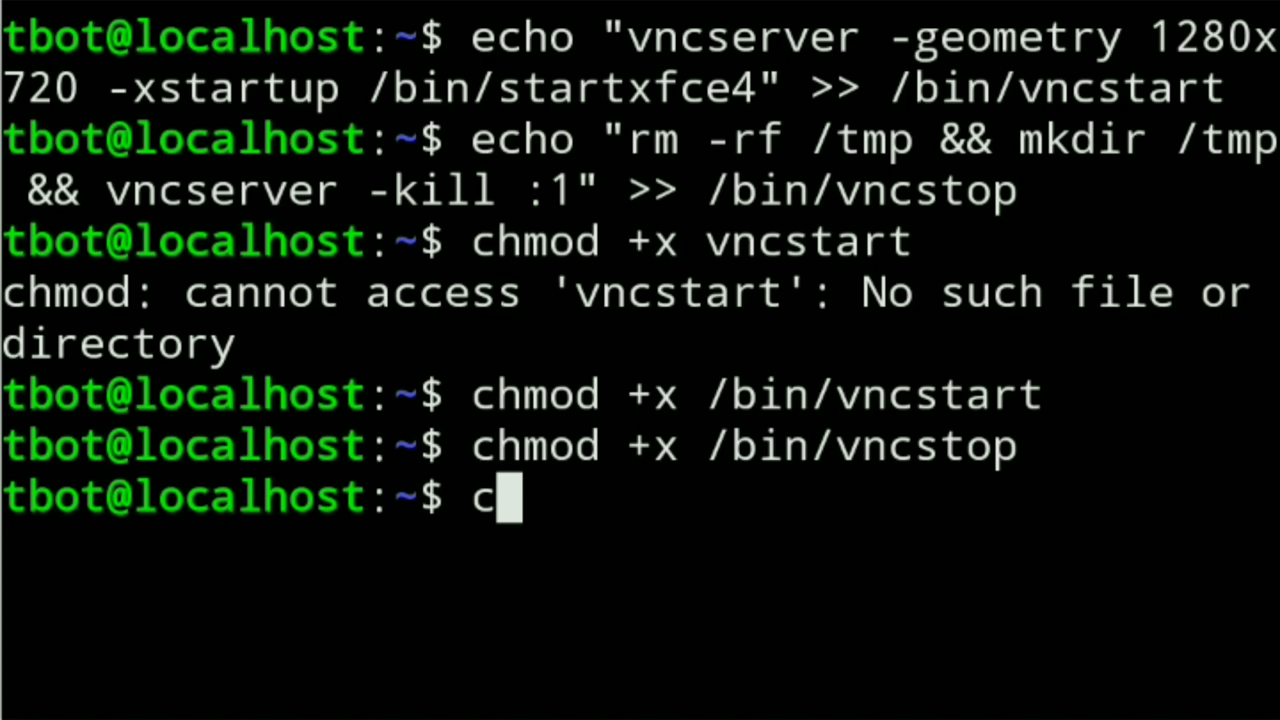 tbot@localhost:~$ echo "vncserver -geometry 1280x
720 -xstartup /bin/startxfce4" >> /bin/vncstart
tbot@localhost:~$ echo "rm -rf /tmp && mkdir /tmp
 && vncserver -kill :1" >> /bin/vncstop
tbot@localhost:~$ chmod +x vncstart
chmod: cannot access 'vncstart': No such file or
directory
tbot@localhost:~$ chmod +x /bin/vncstart
tbot@localhost:~$ chmod +x /bin/vncstop
tbot@localhost:~$ c